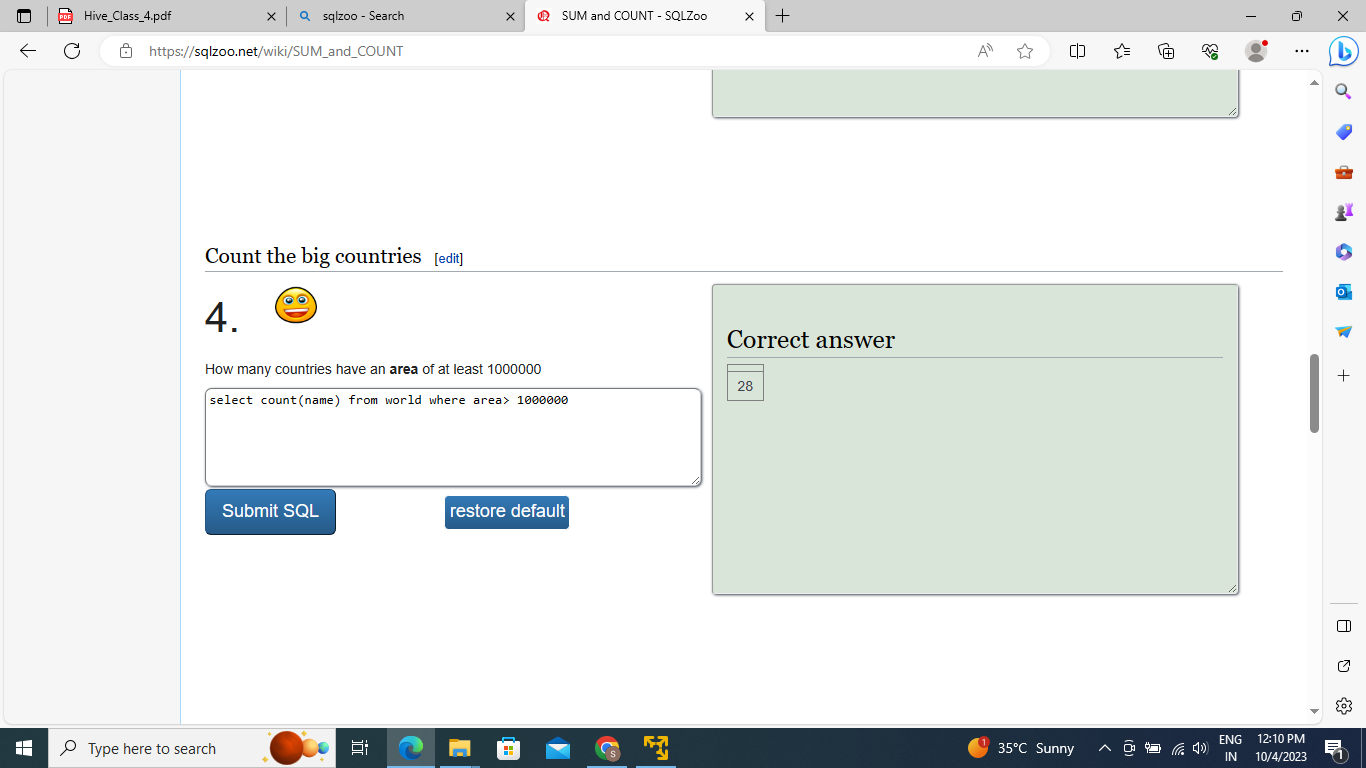 Hive_Class_4.pdf
sqlzoo - Search
SUM and COUNT - SQLZoo
https://sqlzoo.net/wiki/SUM_and_COUNT
Count the big countries [edit]
4.
How many countries have an area of at least 1000000
select count(name) from world where area> 1000000
Submit SQL
restore default
Correct answer
28
Type here to search
1
35°C Sunny
ENG
IN
12:10 PM
10/4/2023
1